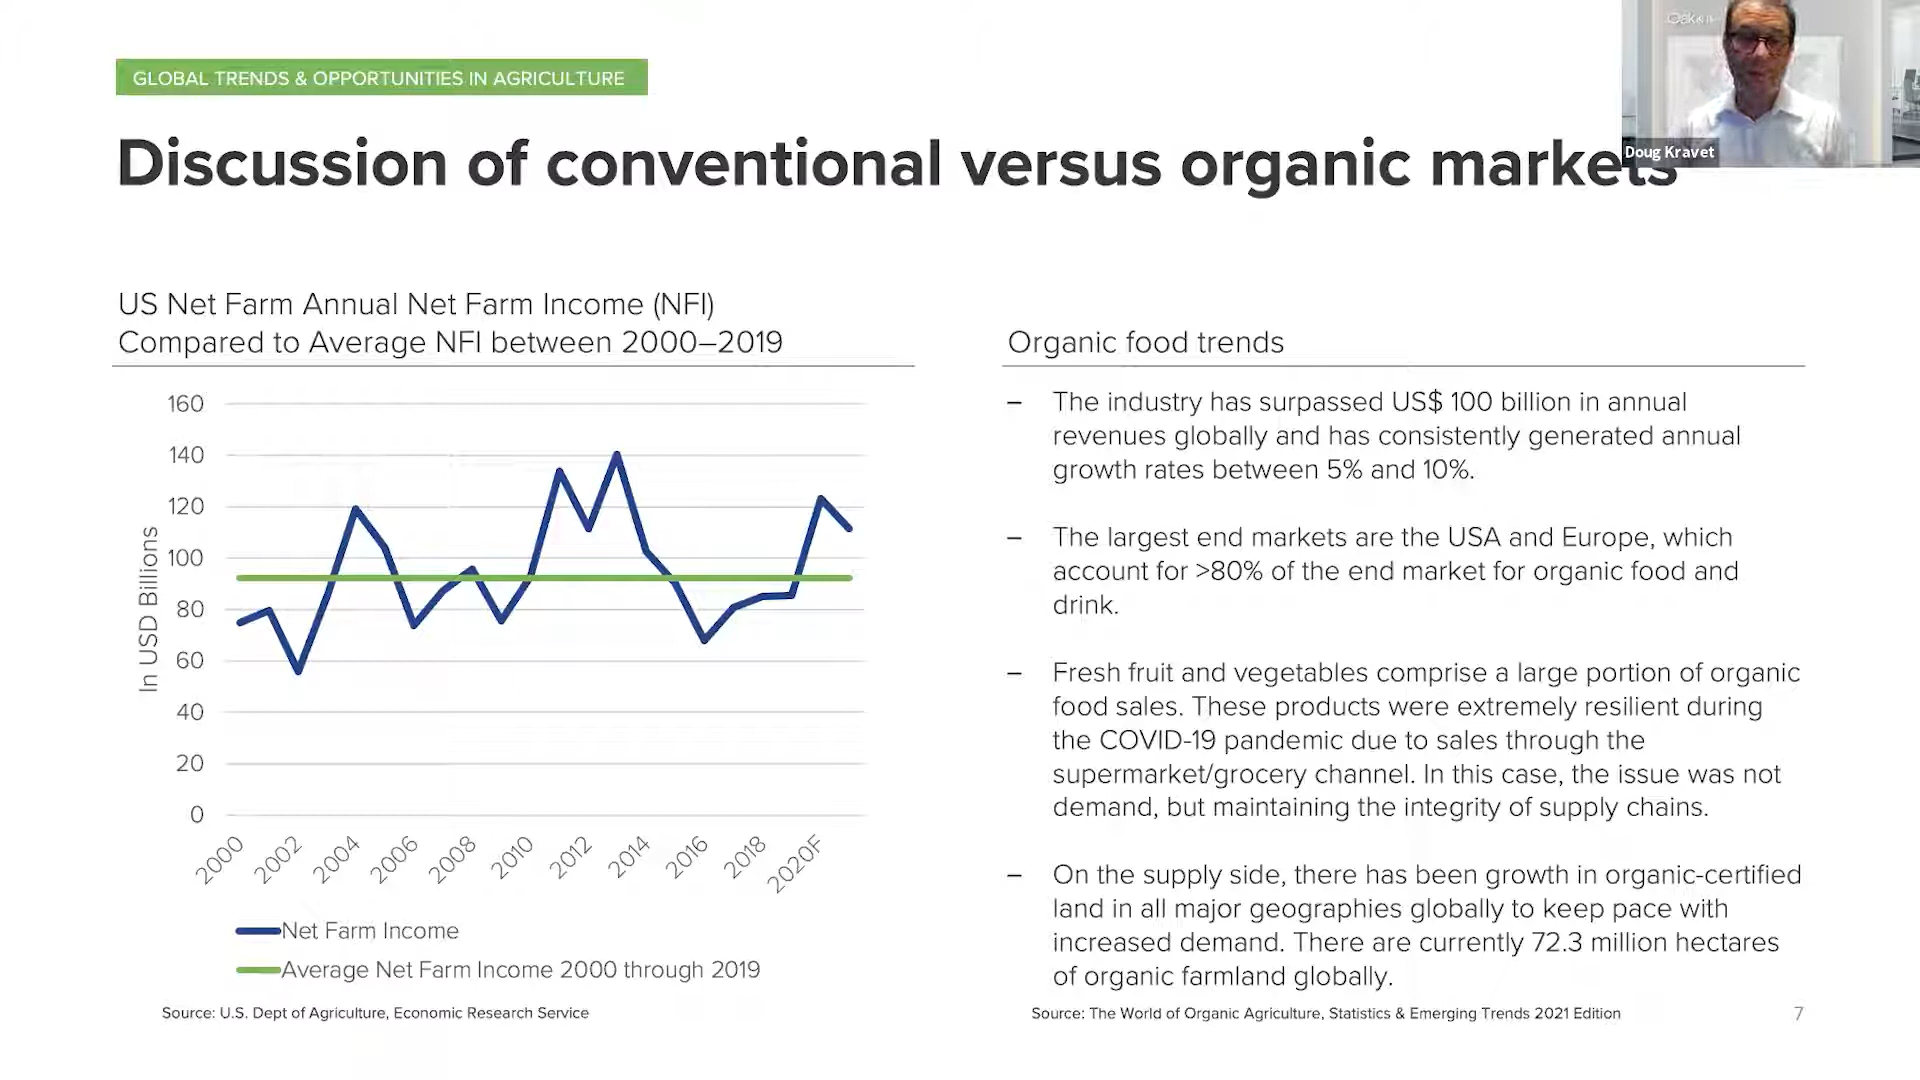 GLOBAL TRENDS & OPPORTUNITIES IN AGRICULTURE
Discussion of conventional versus organic markets
Doug Kravet
US Net Farm Annual Net Farm Income (NFI)
Compared to Average NFI between 2000–2019
In USD Billions
160
140
120
100
80
60
40
20
0
2000
2002
2004
2006
2008
2010
2012
2014
2016
2018
2020F
Net Farm Income
Average Net Farm Income 2000 through 2019
Source: U.S. Dept of Agriculture, Economic Research Service
Organic food trends
– The industry has surpassed US$ 100 billion in annual
revenues globally and has consistently generated annual
growth rates between 5% and 10%.
– The largest end markets are the USA and Europe, which
account for >80% of the end market for organic food and
drink.
– Fresh fruit and vegetables comprise a large portion of organic
food sales. These products were extremely resilient during
the COVID-19 pandemic due to sales through the
supermarket/grocery channel. In this case, the issue was not
demand, but maintaining the integrity of supply chains.
– On the supply side, there has been growth in organic-certified
land in all major geographies globally to keep pace with
increased demand. There are currently 72.3 million hectares
of organic farmland globally.
Source: The World of Organic Agriculture, Statistics & Emerging Trends 2021 Edition
7